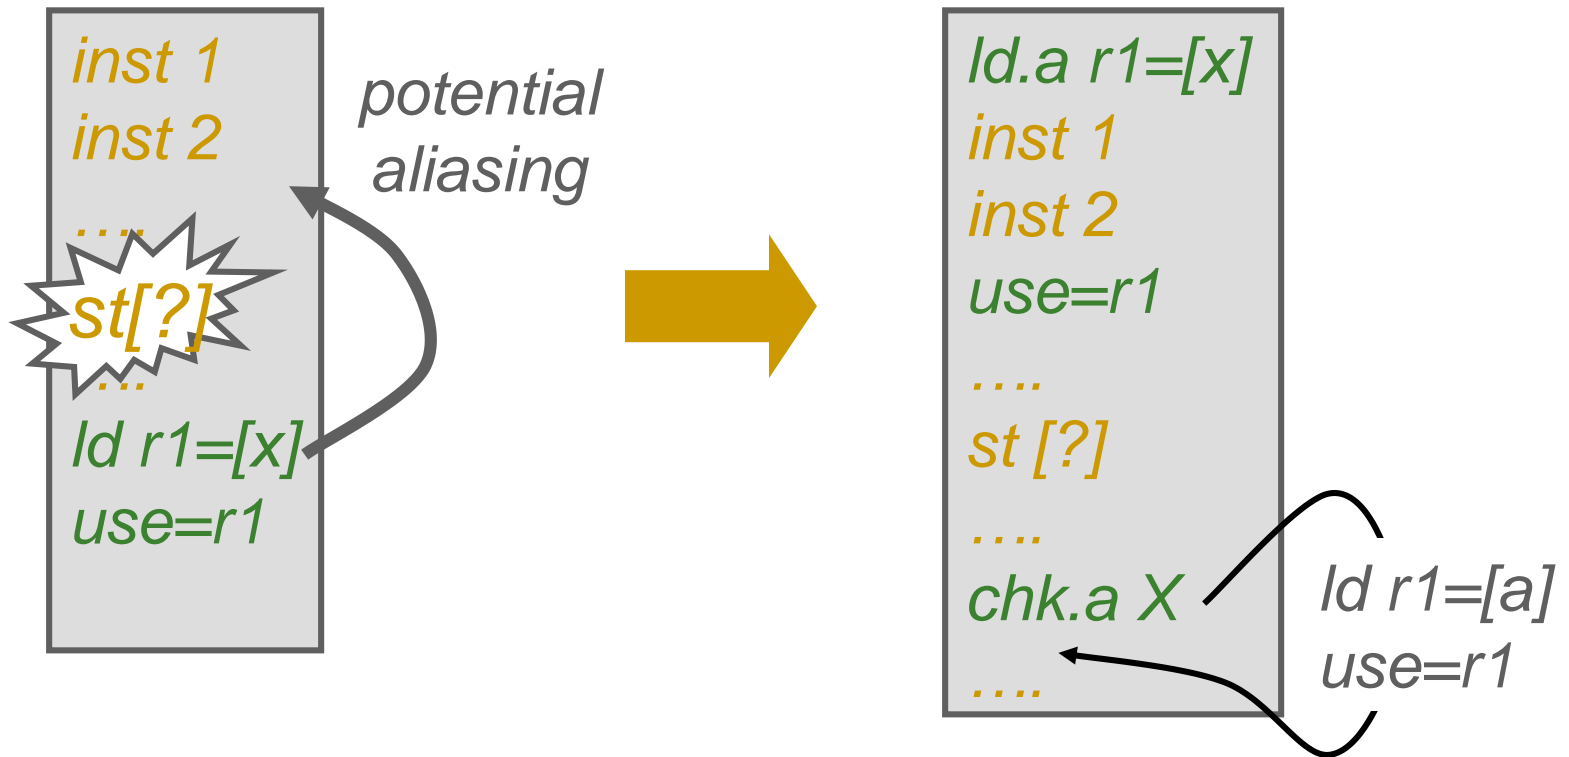 inst 1
inst 2
….
st[?]
….
ld r1=[x]
use=r1
potential
aliasing
ld.a r1=[x]
inst 1
inst 2
use=r1
….
st [?]
….
chk.a X
….
ld r1=[a]
use=r1